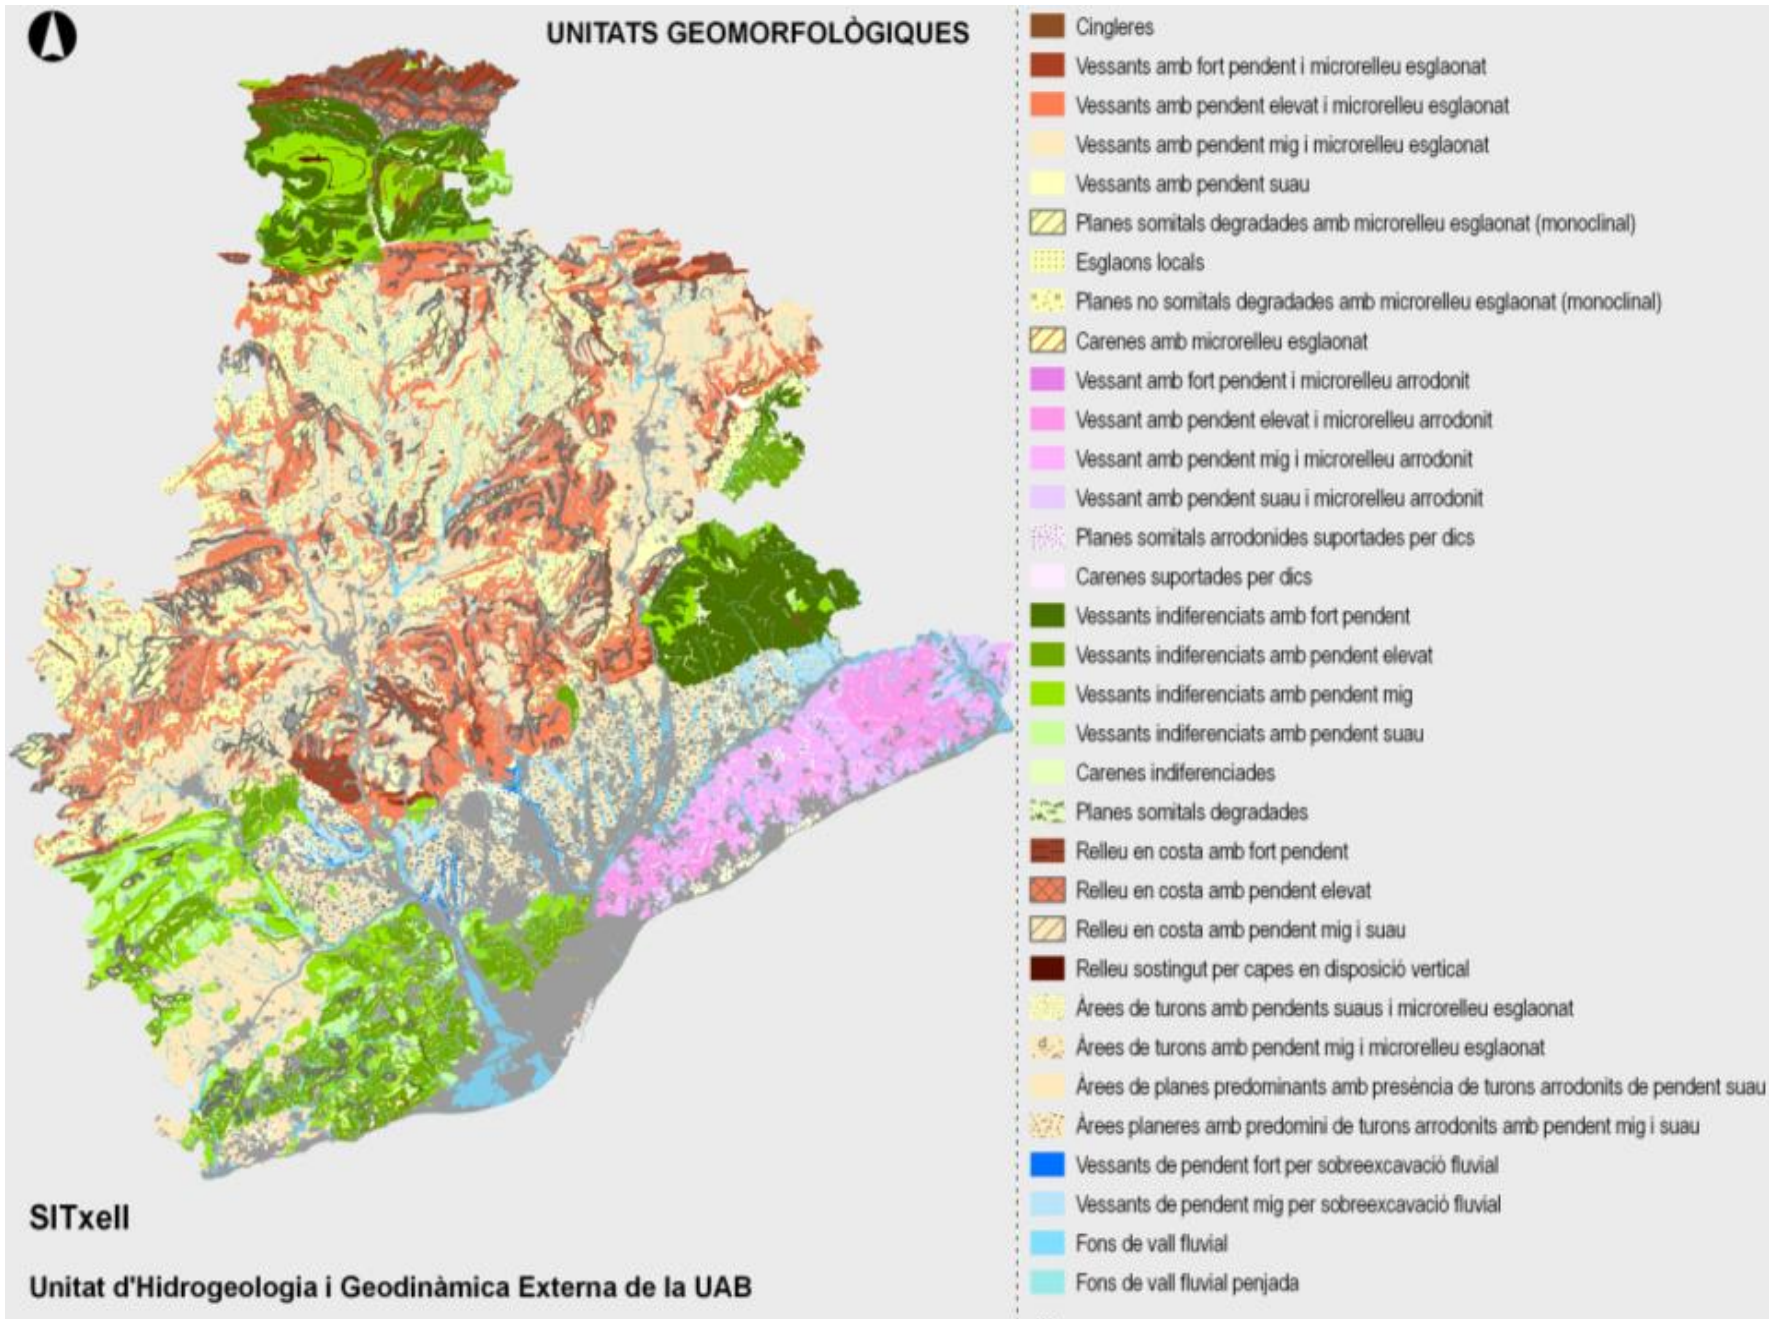 UNITATS GEOMORFOLÒGIQUES
Cingleres
Vessants amb fort pendent i microrelleu esglaonat
Vessants amb pendent elevat i microrelleu esglaonat
Vessants amb pendent mig i microrelleu esglaonat
Vessants amb pendent suau
Planes somitals degradades amb microrelleu esglaonat (monoclinal)
Esglaons locals
Planes no somitals degradades amb microrelleu esglaonat (monoclinal)
Carenes amb microrelleu esglaonat
Vessant amb fort pendent i microrelleu arrodonit
Vessant amb pendent elevat i microrelleu arrodonit
Vessant amb pendent mig i microrelleu arrodonit
Vessant amb pendent suau i microrelleu arrodonit
Planes somitals arrodonides suportades per dics
Carenes suportades per dics
Vessants indiferenciats amb fort pendent
Vessants indiferenciats amb pendent elevat
Vessants indiferenciats amb pendent mig
Vessants indiferenciats amb pendent suau
Carenes indiferenciades
Planes somitals degradades
Relleu en costa amb fort pendent
Relleu en costa amb pendent elevat
Relleu en costa amb pendent mig i suau
Relleu sostingut per capes en disposició vertical
Àrees de turons amb pendents suaus i microrelleu esglaonat
Àrees de turons amb pendent mig i microrelleu esglaonat
Àrees de planes predominants amb presència de turons arrodonits de pendent suau
Àrees planeres amb predomini de turons arrodonits amb pendent mig i suau
Vessants de pendent fort per sobreexcavació fluvial
Vessants de pendent mig per sobreexcavació fluvial
Fons de vall fluvial
Fons de vall fluvial penjada
SITxell
Unitat d'Hidrogeologia i Geodinàmica Externa de la UAB